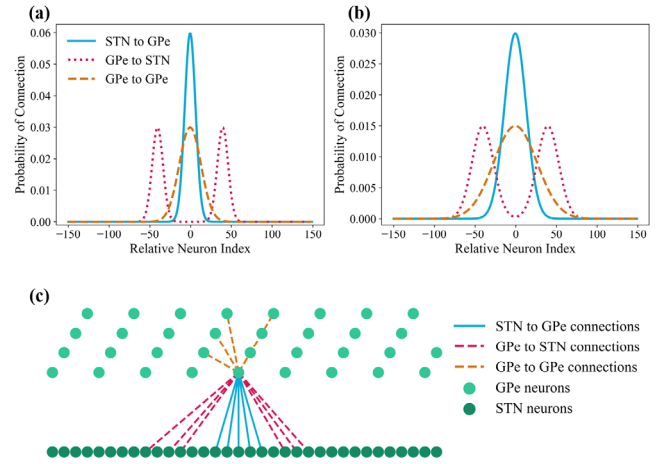 (a)
0.06
0.05
0.04
0.03
0.02
0.01
0.00
Probability of Connection
STN to GPe
GPe to STN
GPe to GPe
−150
−100
−50
0
50
100
150
Relative Neuron Index
(b)
0.030
0.025
0.020
0.015
0.010
0.005
0.000
Probability of Connection
−150
−100
−50
0
50
100
150
Relative Neuron Index
(c)
STN to GPe connections
GPe to STN connections
GPe to GPe connections
GPe neurons
STN neurons